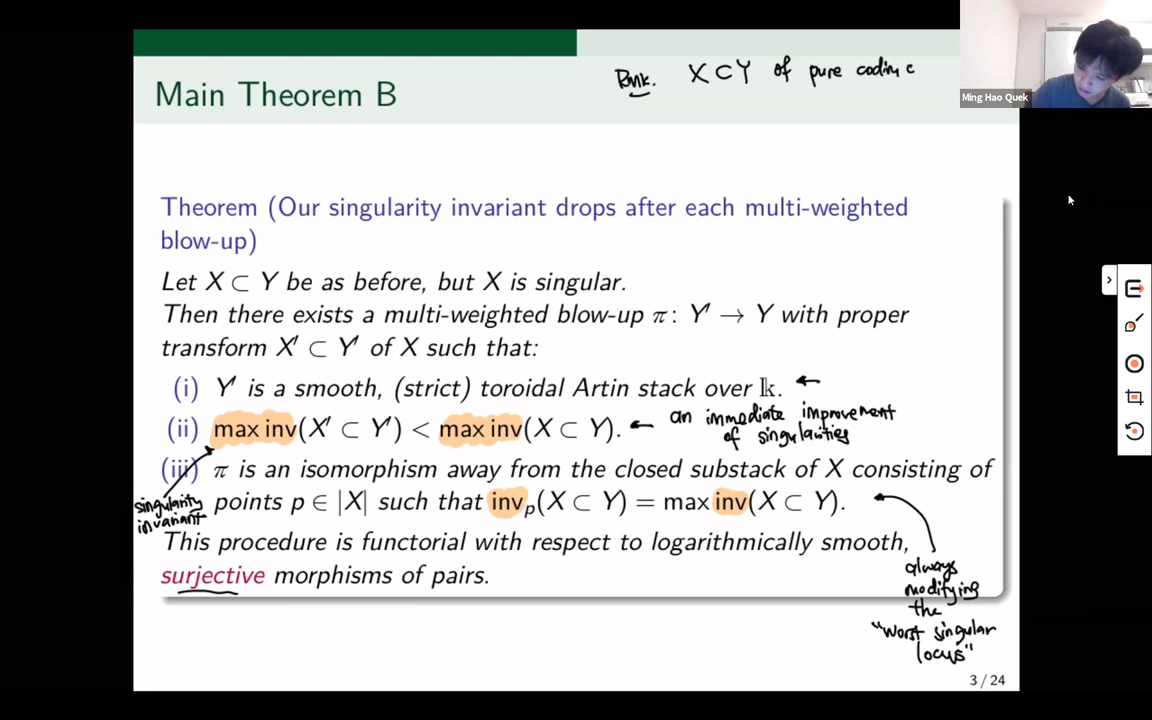 Rmk. X ⊂ Y of pure codim c
Ming Hao Quek
Main Theorem B
Theorem (Our singularity invariant drops after each multi-weighted
blow-up)
Let X ⊂ Y be as before, but X is singular.
Then there exists a multi-weighted blow-up π: Y′ → Y with proper
transform X′ ⊂ Y′ of X such that:
(i) Y′ is a smooth, (strict) toroidal Artin stack over 𝕜. ←
(ii) max inv(X′ ⊂ Y′) < max inv(X ⊂ Y). ← an immediate improvement
of singularities
(iii) π is an isomorphism away from the closed substack of X consisting of
points p ∈ |X| such that inv_p(X ⊂ Y) = max inv(X ⊂ Y).
singularity
invariant
This procedure is functorial with respect to logarithmically smooth,
surjective morphisms of pairs.
always
modifying
the
"worst singular
locus"
3 / 24